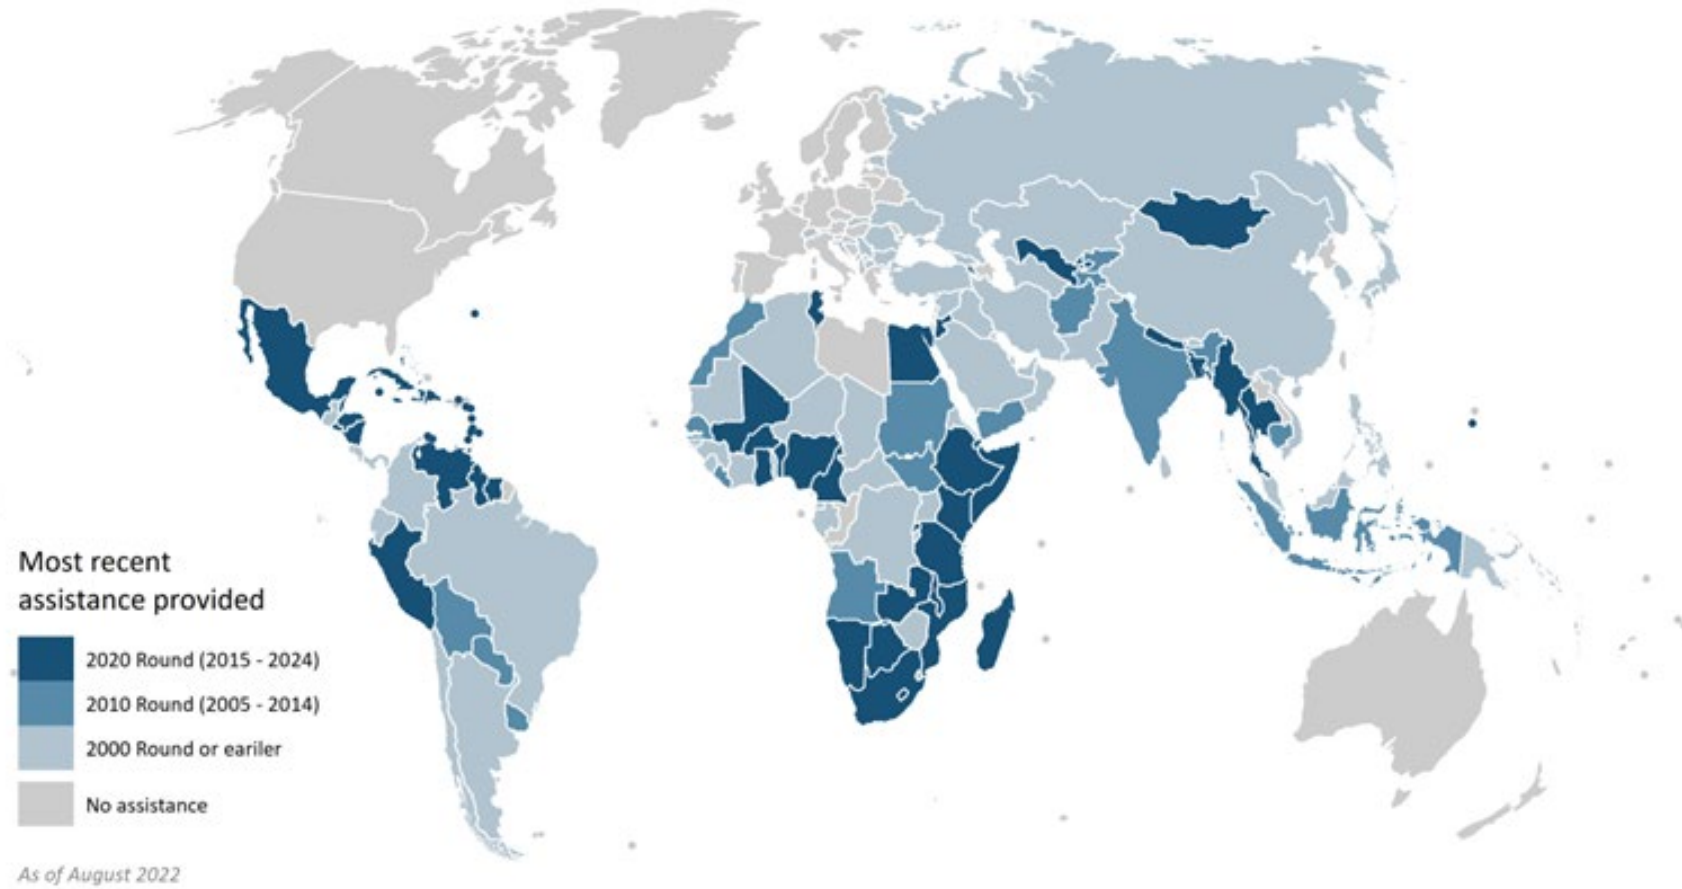 Most recent
assistance provided
2020 Round (2015 - 2024)
2010 Round (2005 - 2014)
2000 Round or eariler
No assistance
As of August 2022